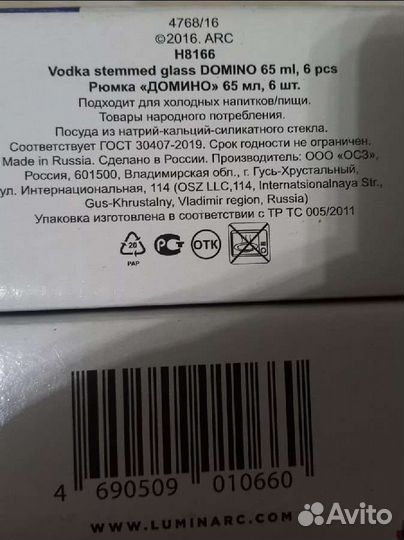 4768/16
©2016. ARC
H8166
Vodka stemmed glass DOMINO 65 ml, 6 pcs
Рюмка «ДОМИНО» 65 мл, 6 шт.
Подходит для холодных напитков/пищи.
Товары народного потребления.
Посуда из натрий-кальций-силикатного стекла.
Соответствует ГОСТ 30407-2019. Срок годности не ограничен.
Made in Russia. Сделано в России. Производитель: ООО «ОСЗ»,
Россия, 601500, Владимирская обл., г. Гусь-Хрустальный,
ул. Интернациональная, 114 (OSZ LLC,114, Internatsionalnaya Str.,
Gus-Khrustalny, Vladimir region, Russia)
Упаковка изготовлена в соответствии с ТР ТС 005/2011
20
PAP
РСТ
ОТК
4 690509 010660
WWW.LUMINARC.COM
Avito